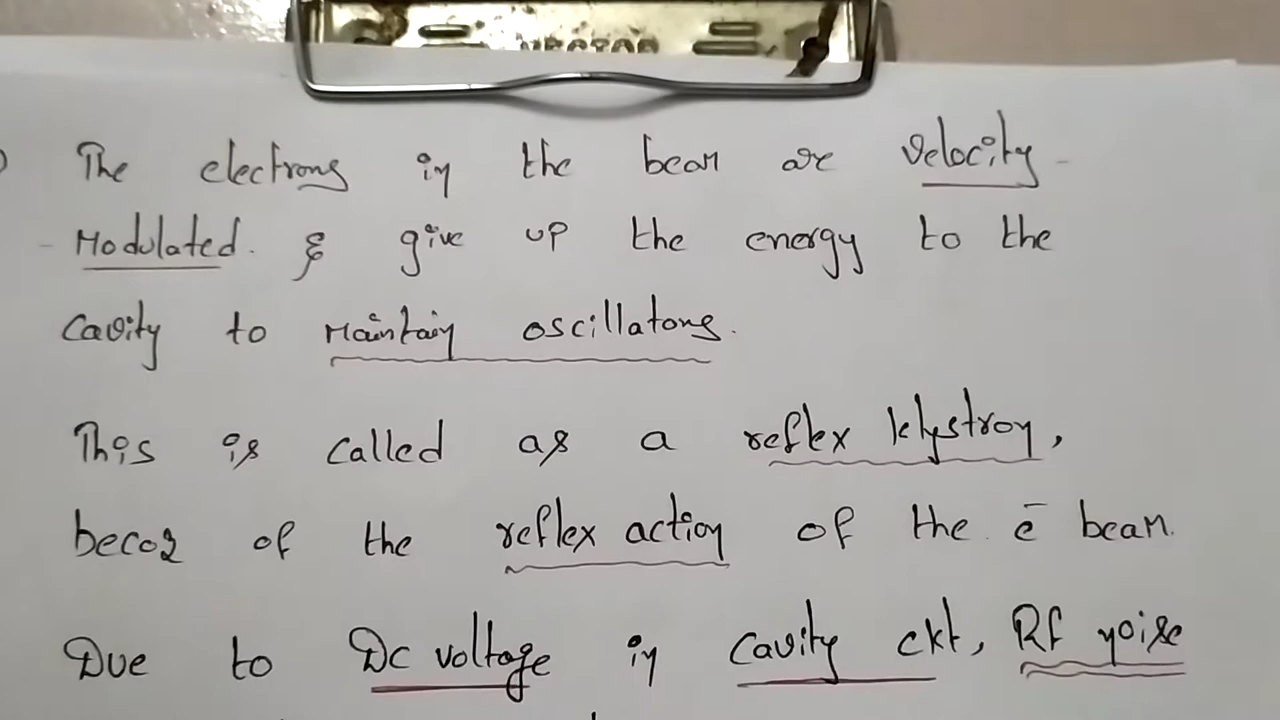 The electrons in the beam are velocity -
- Modulated. & give up the energy to the
cavity to maintain oscillatons.
This is called as a reflex klystron,
becoz of the reflex action of the e̅ beam.
Due to Dc voltage in cavity ckt, Rf noise